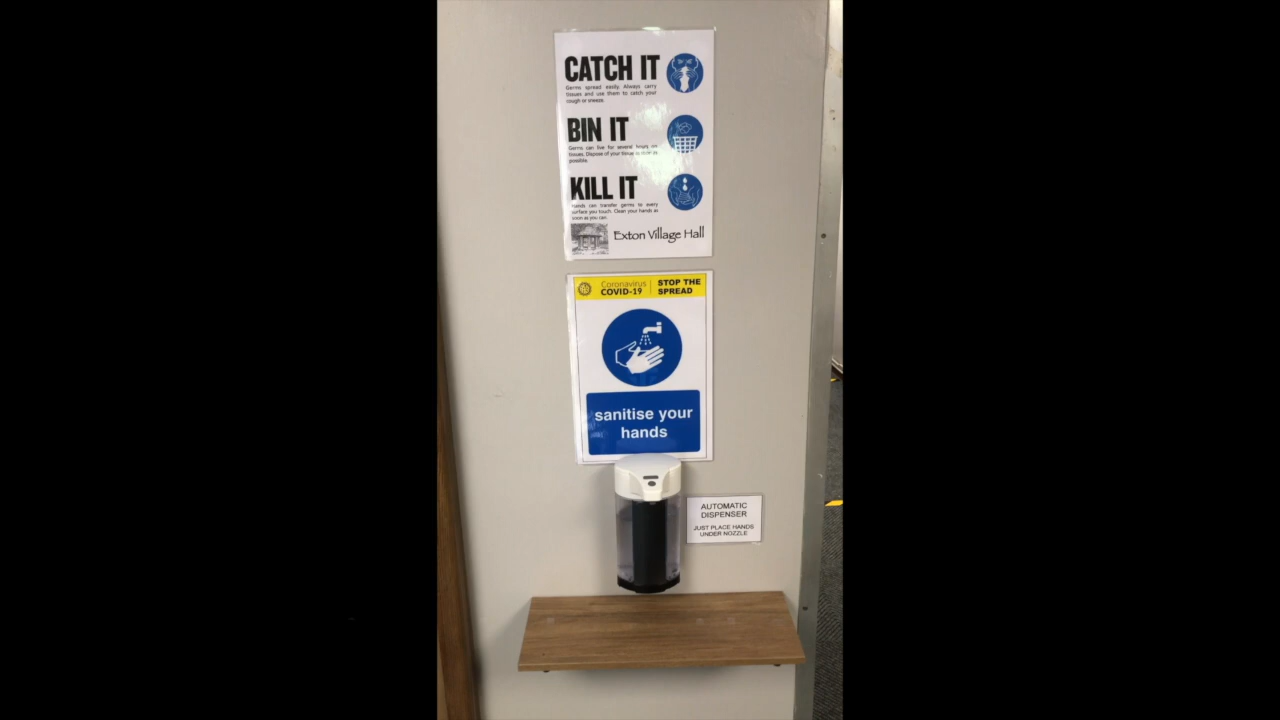 CATCH IT
Germs spread easily. Always carry
tissues and use them to catch your
cough or sneeze.
BIN IT
Germs can live for several hours on
tissues. Dispose of your tissue as soon as
possible.
KILL IT
Hands can transfer germs to every
surface you touch. Clean your hands as
soon as you can.
Exton Village Hall
Coronavirus
COVID-19
STOP THE
SPREAD
sanitise your
hands
AUTOMATIC
DISPENSER
JUST PLACE HANDS
UNDER NOZZLE